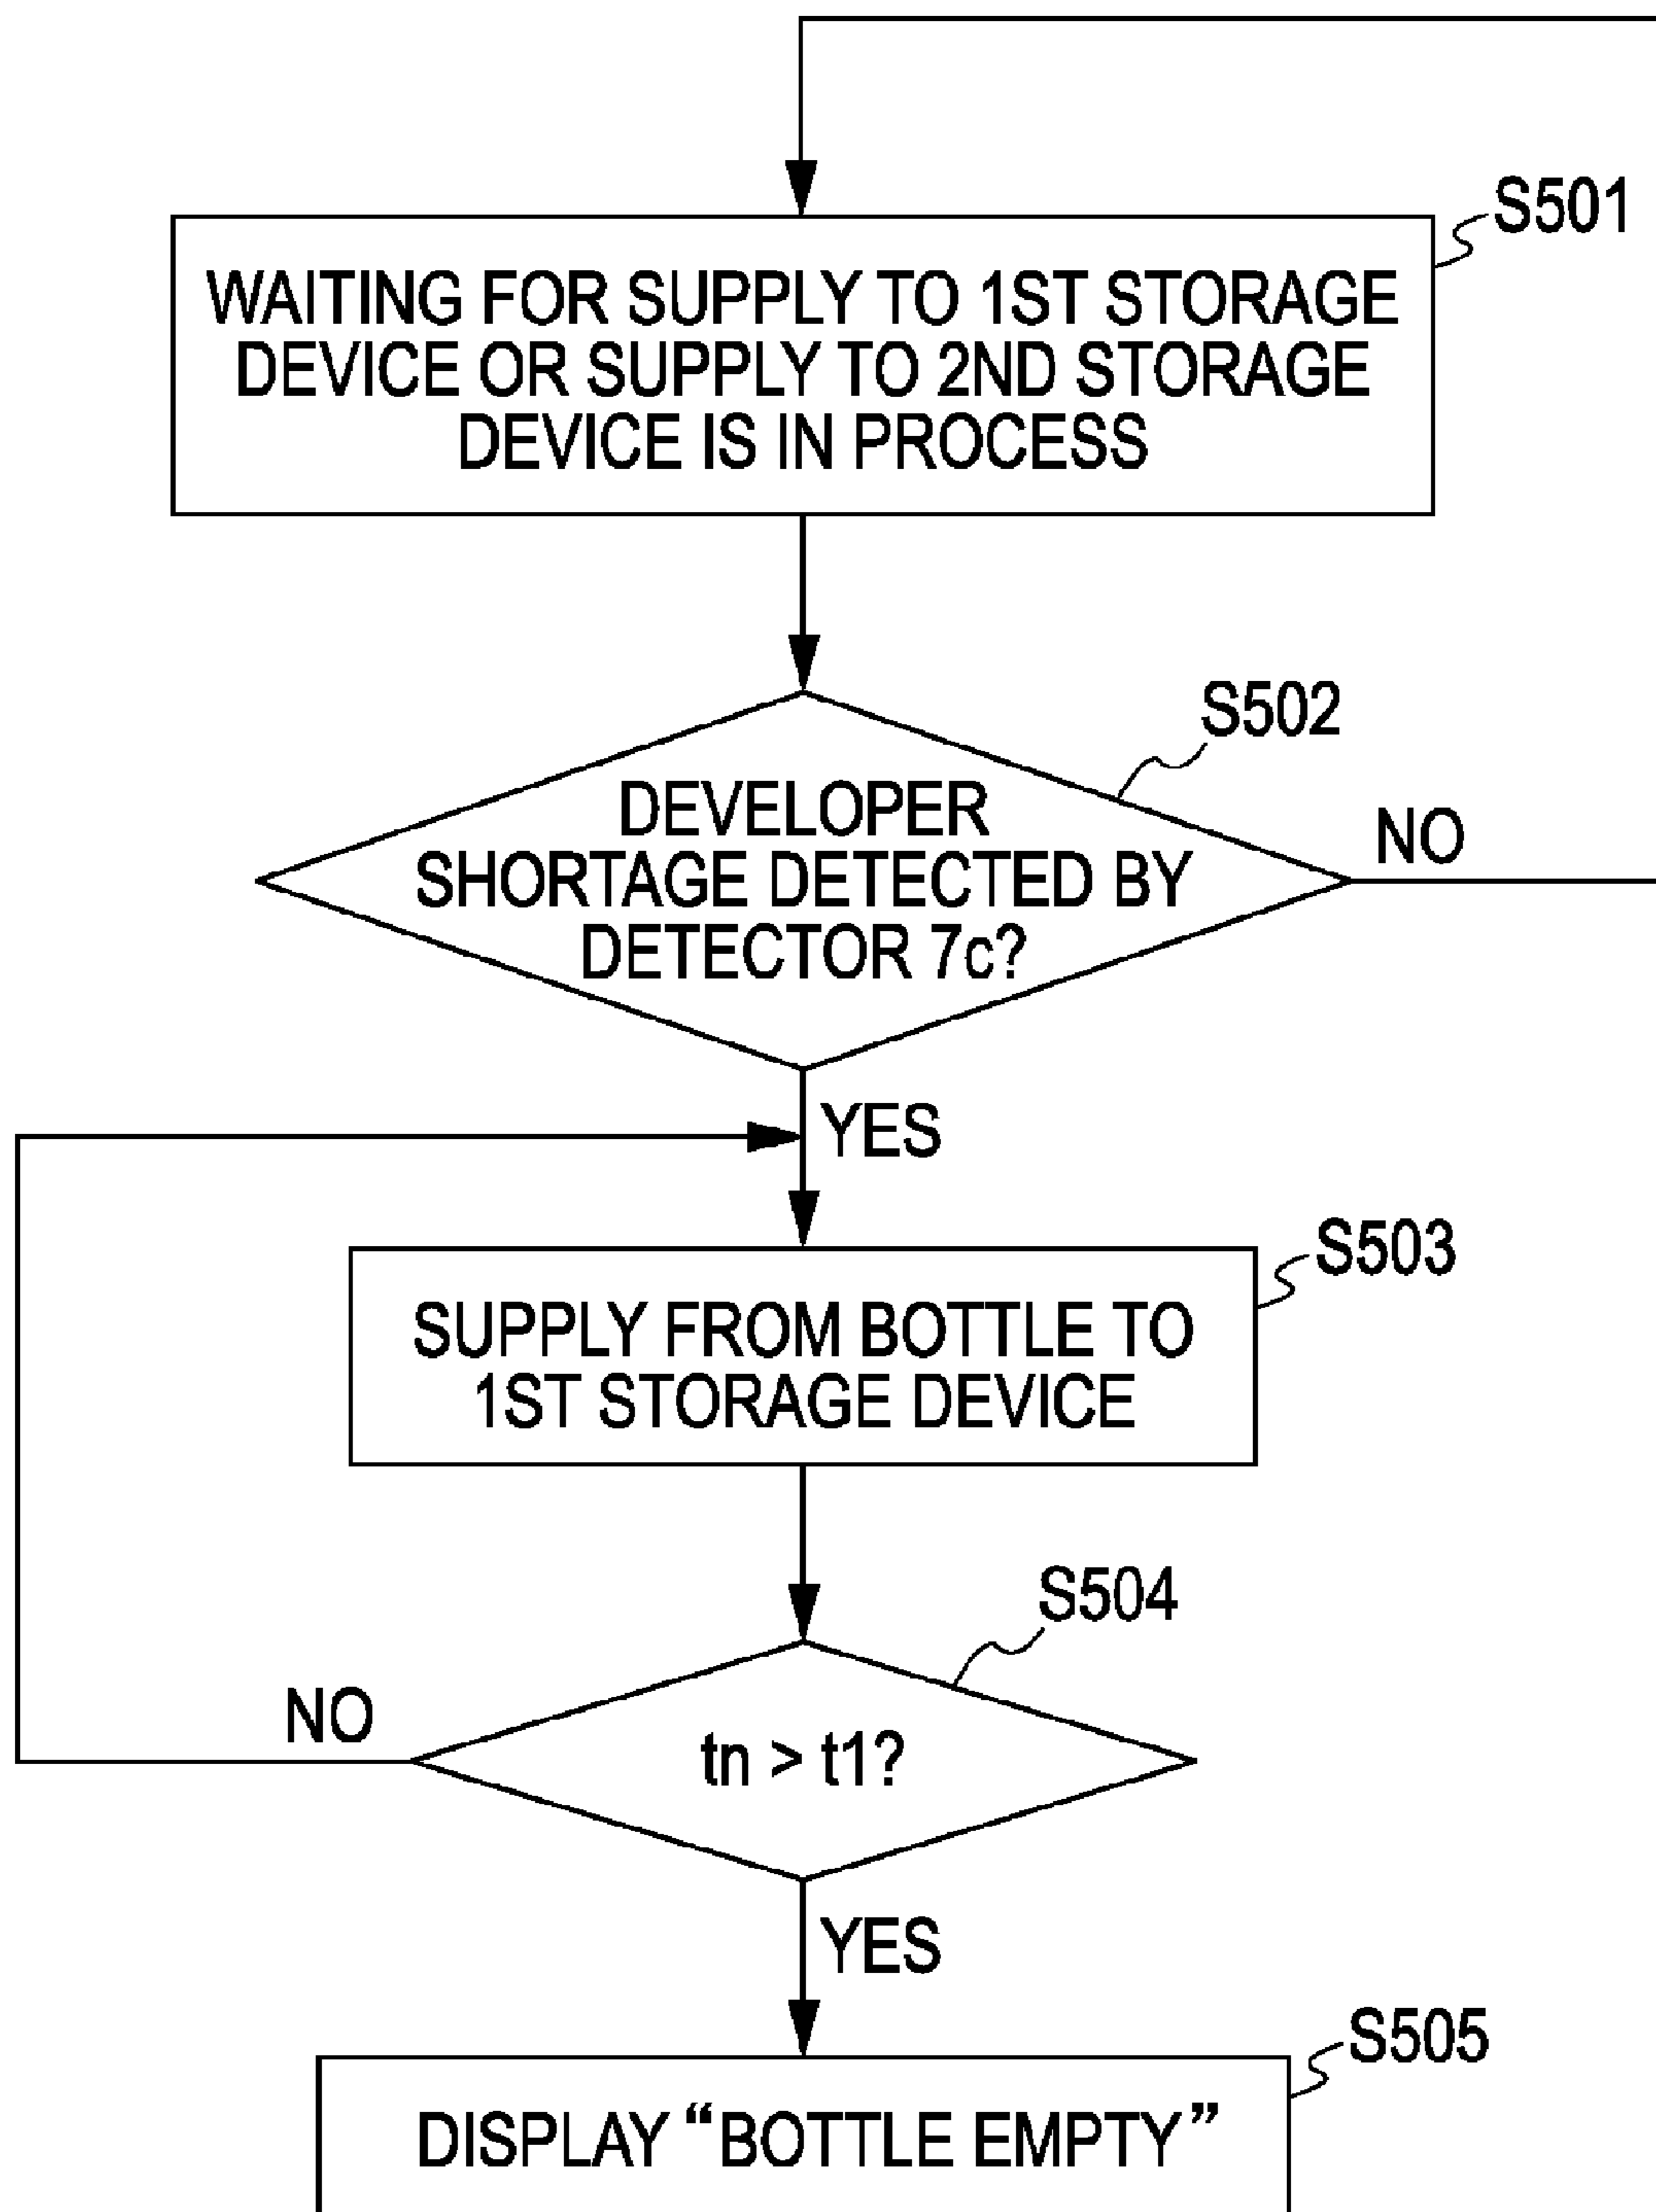 S501
WAITING FOR SUPPLY TO 1ST STORAGE
DEVICE OR SUPPLY TO 2ND STORAGE
DEVICE IS IN PROCESS
S502
DEVELOPER
SHORTAGE DETECTED BY
DETECTOR 7c?
NO
YES
S503
SUPPLY FROM BOTTLE TO
1ST STORAGE DEVICE
S504
NO
tn > t1?
YES
S505
DISPLAY “BOTTLE EMPTY”